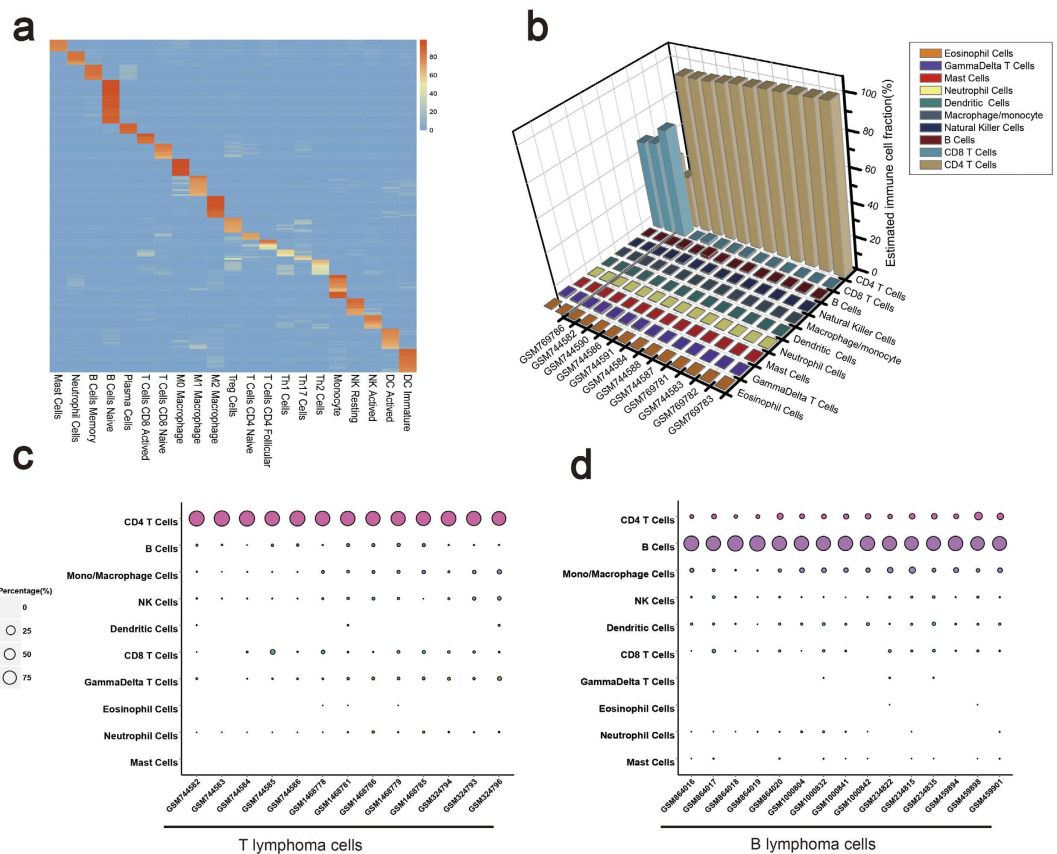 a
80
60
40
20
0
Mast Cells
Neutrophil Cells
B Cells Memory
B Cells Naive
Plasma Cells
T Cells CD8 Actived
T Cells CD8 Naive
M0 Macrophage
M1 Macrophage
M2 Macrophage
Treg Cells
T Cells CD4 Naive
T Cells CD4 Follicular
Th1 Cells
Th17 Cells
Th2 Cells
Monocyte
NK Resting
NK Actived
DC Actived
DC Immature
b
Eosinophil Cells
GammaDelta T Cells
Mast Cells
Neutrophil Cells
Dendritic Cells
Macrophage/monocyte
Natural Killer Cells
B Cells
CD8 T Cells
CD4 T Cells
100
80
60
40
20
0
Estimated immune cell fraction(%)
CD4 T Cells
CD8 T Cells
B Cells
Natural Killer Cells
Macrophage/monocyte
Dendritic Cells
Neutrophil Cells
Mast Cells
GammaDelta T Cells
Eosinophil Cells
GSM769786
GSM744582
GSM744590
GSM744586
GSM744591
GSM744584
GSM744588
GSM744587
GSM769781
GSM744583
GSM769782
GSM769783
c
CD4 T Cells
B Cells
Mono/Macrophage Cells
NK Cells
Dendritic Cells
CD8 T Cells
GammaDelta T Cells
Eosinophil Cells
Neutrophil Cells
Mast Cells
Percentage(%)
0
25
50
75
GSM744582
GSM744583
GSM744584
GSM744585
GSM744586
GSM1468778
GSM1468781
GSM1468786
GSM1468779
GSM1468785
GSM324794
GSM324793
GSM324796
T lymphoma cells
d
CD4 T Cells
B Cells
Mono/Macrophage Cells
NK Cells
Dendritic Cells
CD8 T Cells
GammaDelta T Cells
Eosinophil Cells
Neutrophil Cells
Mast Cells
GSM864016
GSM864017
GSM864018
GSM864019
GSM864020
GSM1000804
GSM1000832
GSM1000841
GSM1000842
GSM234822
GSM234815
GSM234835
GSM459894
GSM459898
GSM459901
B lymphoma cells